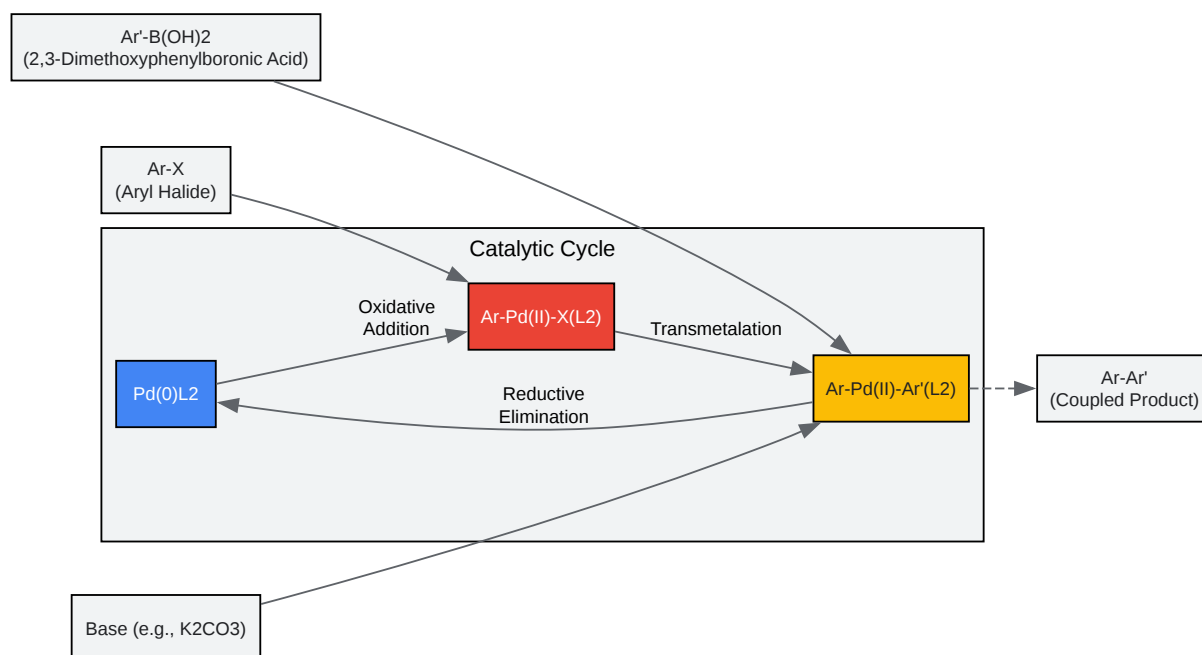 Ar'-B(OH)2
(2,3-Dimethoxyphenylboronic Acid)
Ar-X
(Aryl Halide)
Catalytic Cycle
Oxidative
Addition
Ar-Pd(II)-X(L2)
Transmetalation
Pd(0)L2
Reductive
Elimination
Ar-Pd(II)-Ar'(L2)
Ar-Ar'
(Coupled Product)
Base (e.g., K2CO3)